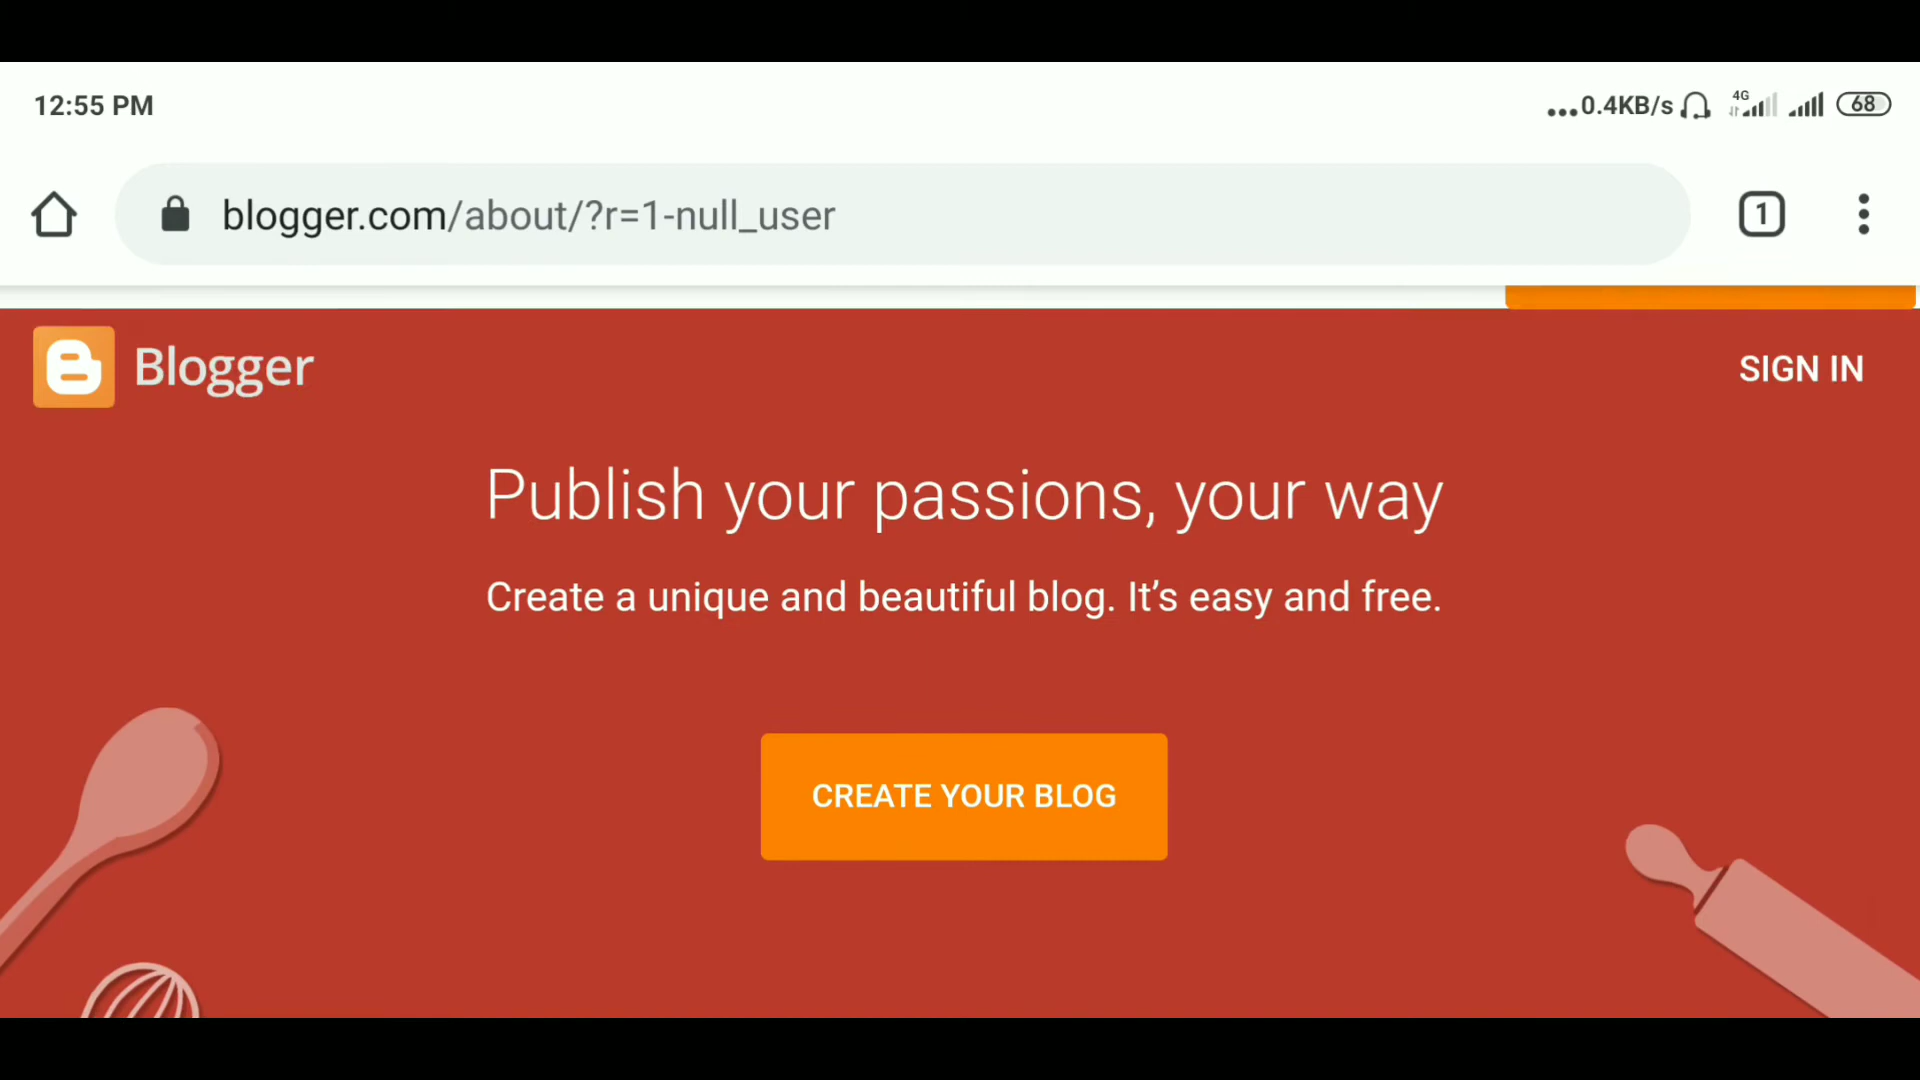 12:55 PM
...0.4KB/s 4G 68
blogger.com/about/?r=1-null_user
1
Blogger
SIGN IN
Publish your passions, your way
Create a unique and beautiful blog. It’s easy and free.
CREATE YOUR BLOG